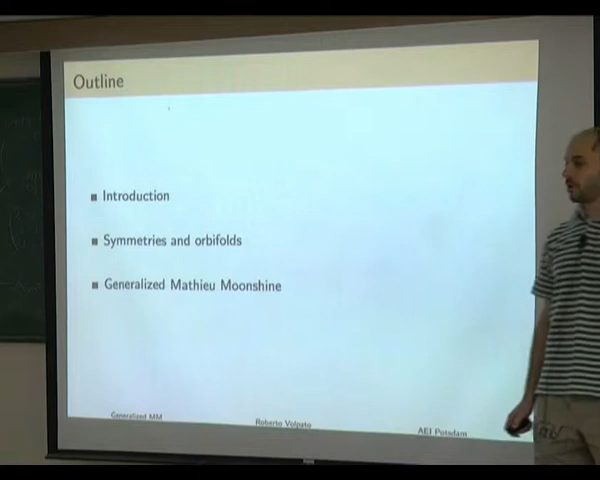 Outline
Introduction
Symmetries and orbifolds
Generalized Mathieu Moonshine
Generalized MM
Roberto Volpato
AEI Potsdam